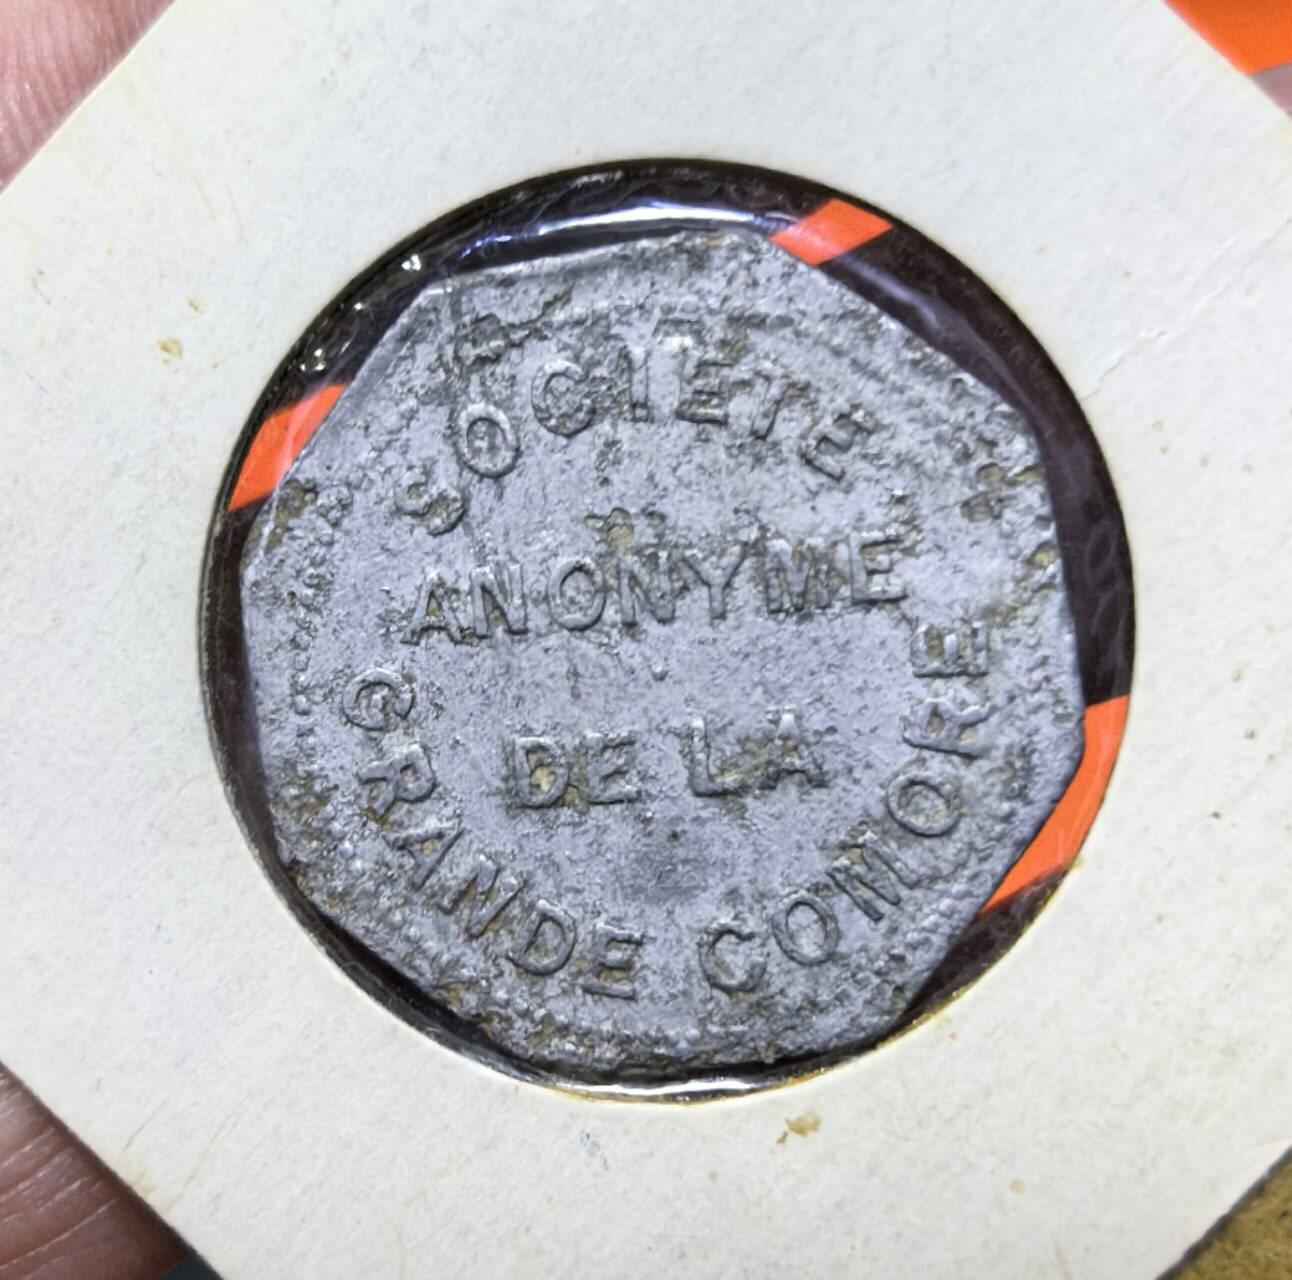 SOCIETE
ANONYME
DE LA
GRANDE COMORE